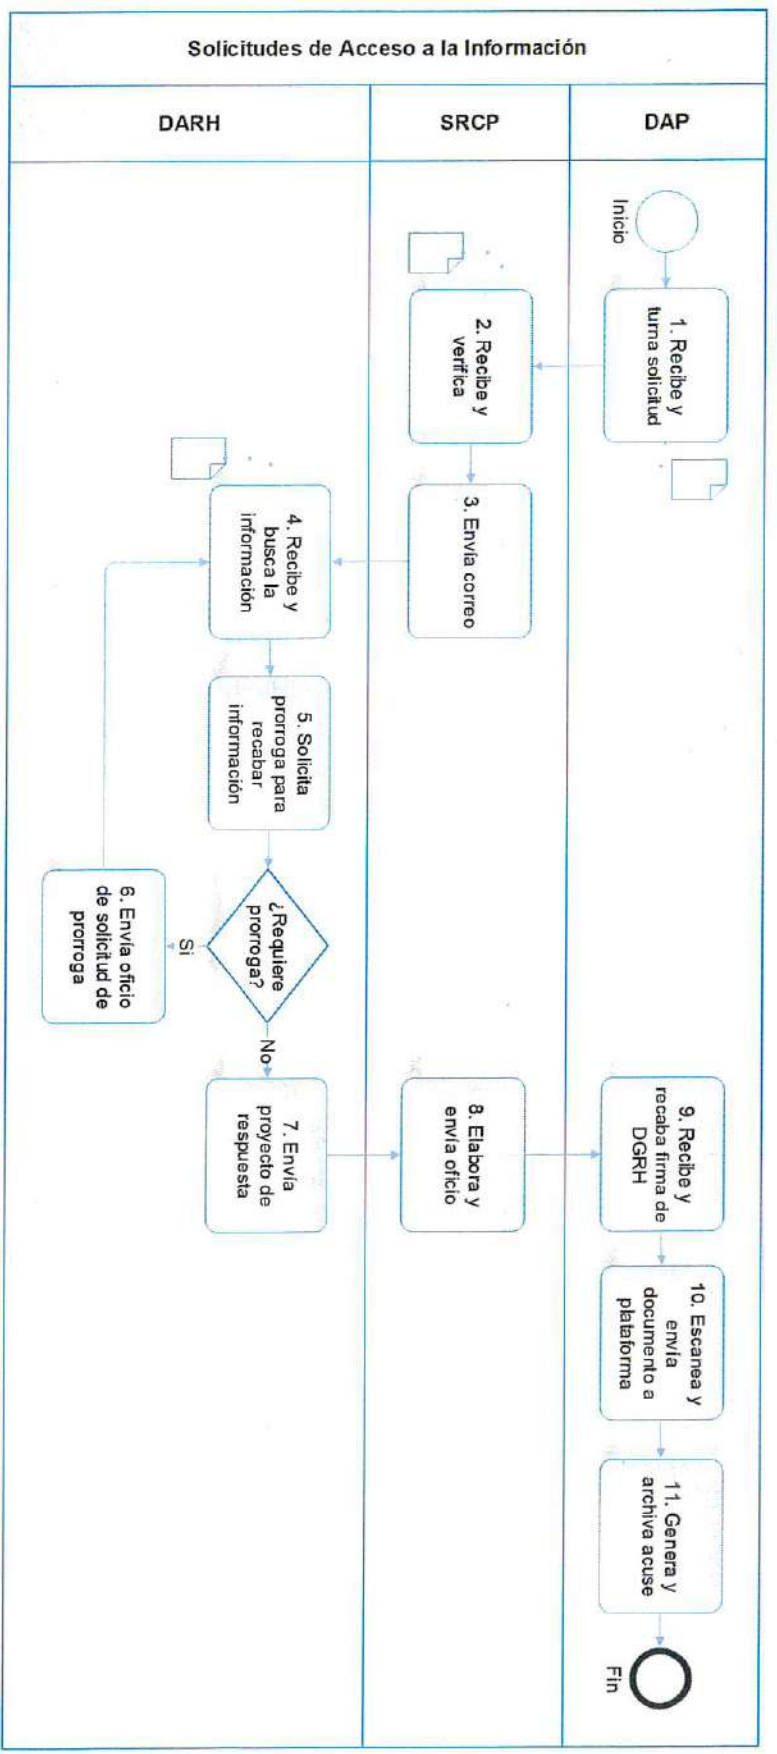 Solicitudes de Acceso a la Información
DARH
SRCP
DAP
Inicio
1. Recibe y
turna solicitud
2. Recibe y
verifica
3. Envía correo
4. Recibe y
busca la
información
5. Solicita
prorroga para
recabar
información
¿Requiere
prorroga?
Si
6. Envía oficio
de solicitud de
prorroga
No
7. Envía
proyecto de
respuesta
8. Elabora y
envía oficio
9. Recibe y
recaba firma de
DGRH
10. Escanea y
envía
documento a
plataforma
11. Genera y
archiva acuse
Fin